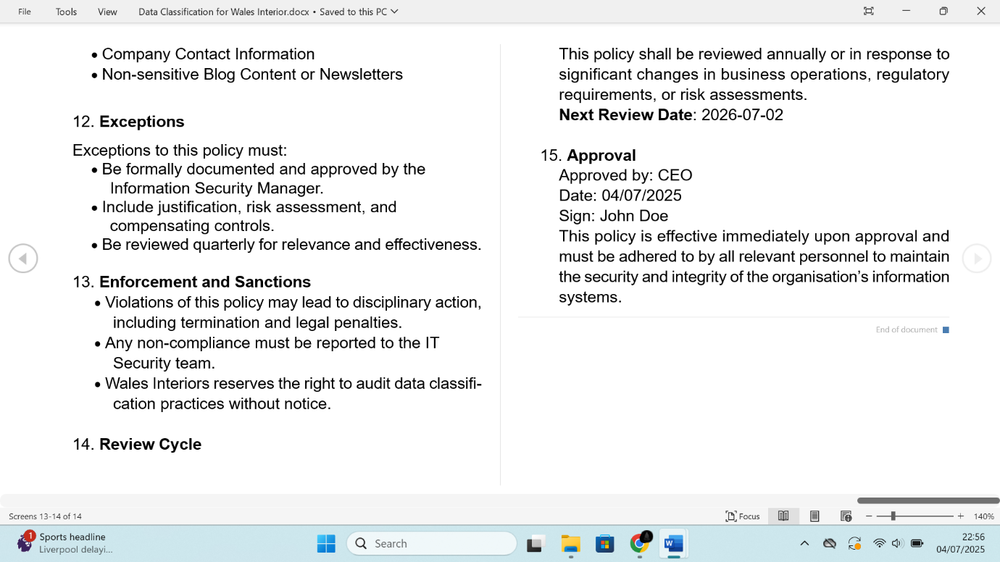 File Tools View Data Classification for Wales Interior.docx • Saved to this PC
• Company Contact Information
• Non-sensitive Blog Content or Newsletters
12. Exceptions
Exceptions to this policy must:
• Be formally documented and approved by the
Information Security Manager.
• Include justification, risk assessment, and
compensating controls.
• Be reviewed quarterly for relevance and effectiveness.
13. Enforcement and Sanctions
• Violations of this policy may lead to disciplinary action,
including termination and legal penalties.
• Any non-compliance must be reported to the IT
Security team.
• Wales Interiors reserves the right to audit data classifi-
cation practices without notice.
14. Review Cycle
This policy shall be reviewed annually or in response to
significant changes in business operations, regulatory
requirements, or risk assessments.
Next Review Date: 2026-07-02
15. Approval
Approved by: CEO
Date: 04/07/2025
Sign: John Doe
This policy is effective immediately upon approval and
must be adhered to by all relevant personnel to maintain
the security and integrity of the organisation’s information
systems.
End of document
Screens 13-14 of 14
Focus
140%
1
Sports headline
Liverpool delayi...
Search
W
22:56
04/07/2025